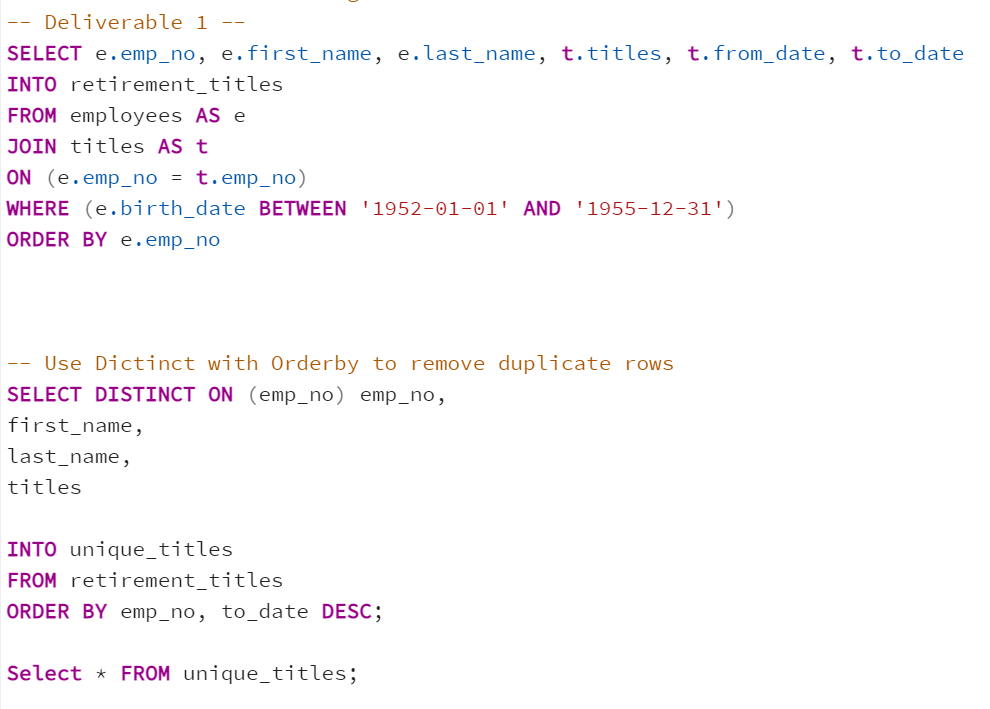 -- Deliverable 1 --
SELECT e.emp_no, e.first_name, e.last_name, t.titles, t.from_date, t.to_date
INTO retirement_titles
FROM employees AS e
JOIN titles AS t
ON (e.emp_no = t.emp_no)
WHERE (e.birth_date BETWEEN '1952-01-01' AND '1955-12-31')
ORDER BY e.emp_no
-- Use Dictinct with Orderby to remove duplicate rows
SELECT DISTINCT ON (emp_no) emp_no,
first_name,
last_name,
titles
INTO unique_titles
FROM retirement_titles
ORDER BY emp_no, to_date DESC;
Select * FROM unique_titles;